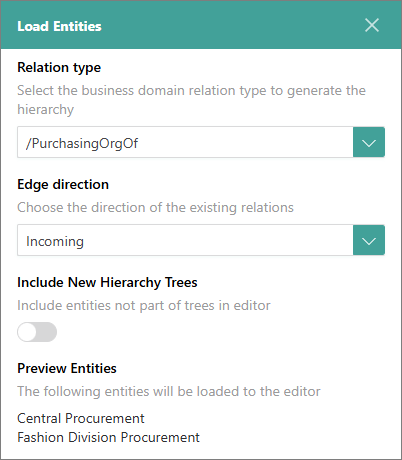 Load Entities
Relation type
Select the business domain relation type to generate the
hierarchy
/PurchasingOrgOf
Edge direction
Choose the direction of the existing relations
Incoming
Include New Hierarchy Trees
Include entities not part of trees in editor
Preview Entities
The following entities will be loaded to the editor
Central Procurement
Fashion Division Procurement